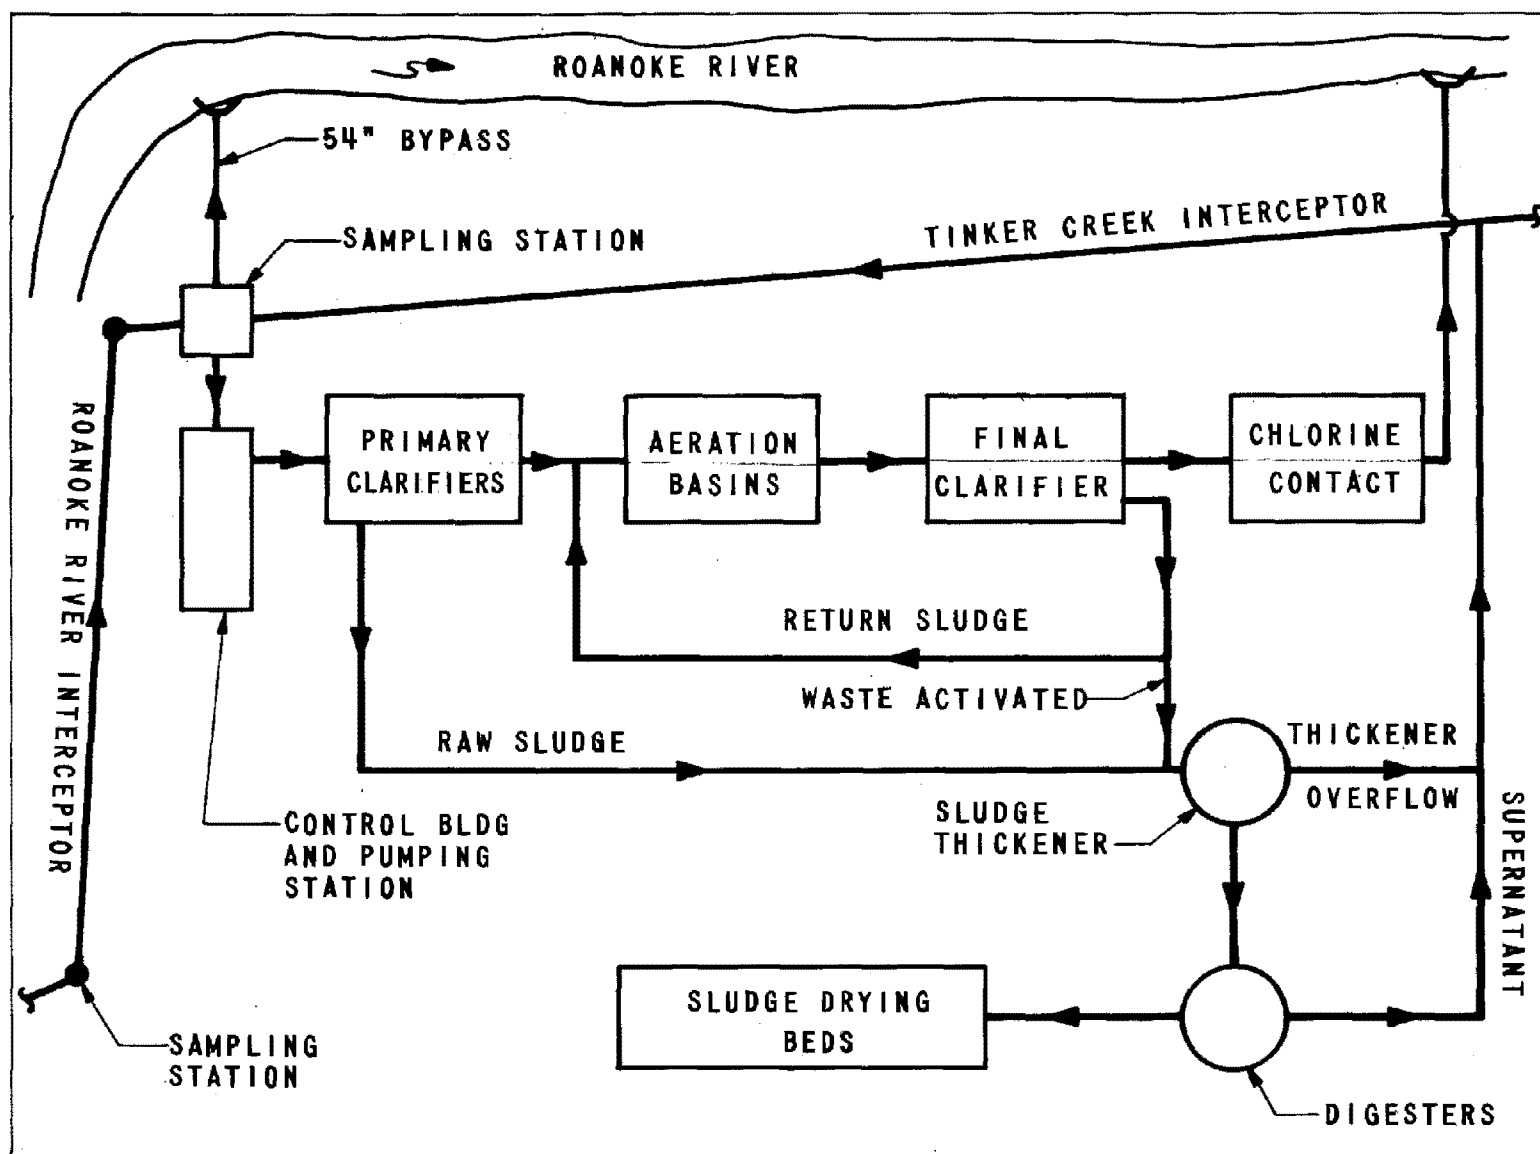 ROANOKE RIVER
54" BYPASS
SAMPLING STATION
TINKER CREEK INTERCEPTOR
ROANOKE RIVER INTERCEPTOR
PRIMARY
CLARIFIERS
AERATION
BASINS
FINAL
CLARIFIER
CHLORINE
CONTACT
RETURN SLUDGE
WASTE ACTIVATED
RAW SLUDGE
THICKENER
OVERFLOW
SLUDGE
THICKENER
SUPERNATANT
CONTROL BLDG
AND PUMPING
STATION
SLUDGE DRYING
BEDS
SAMPLING
STATION
DIGESTERS